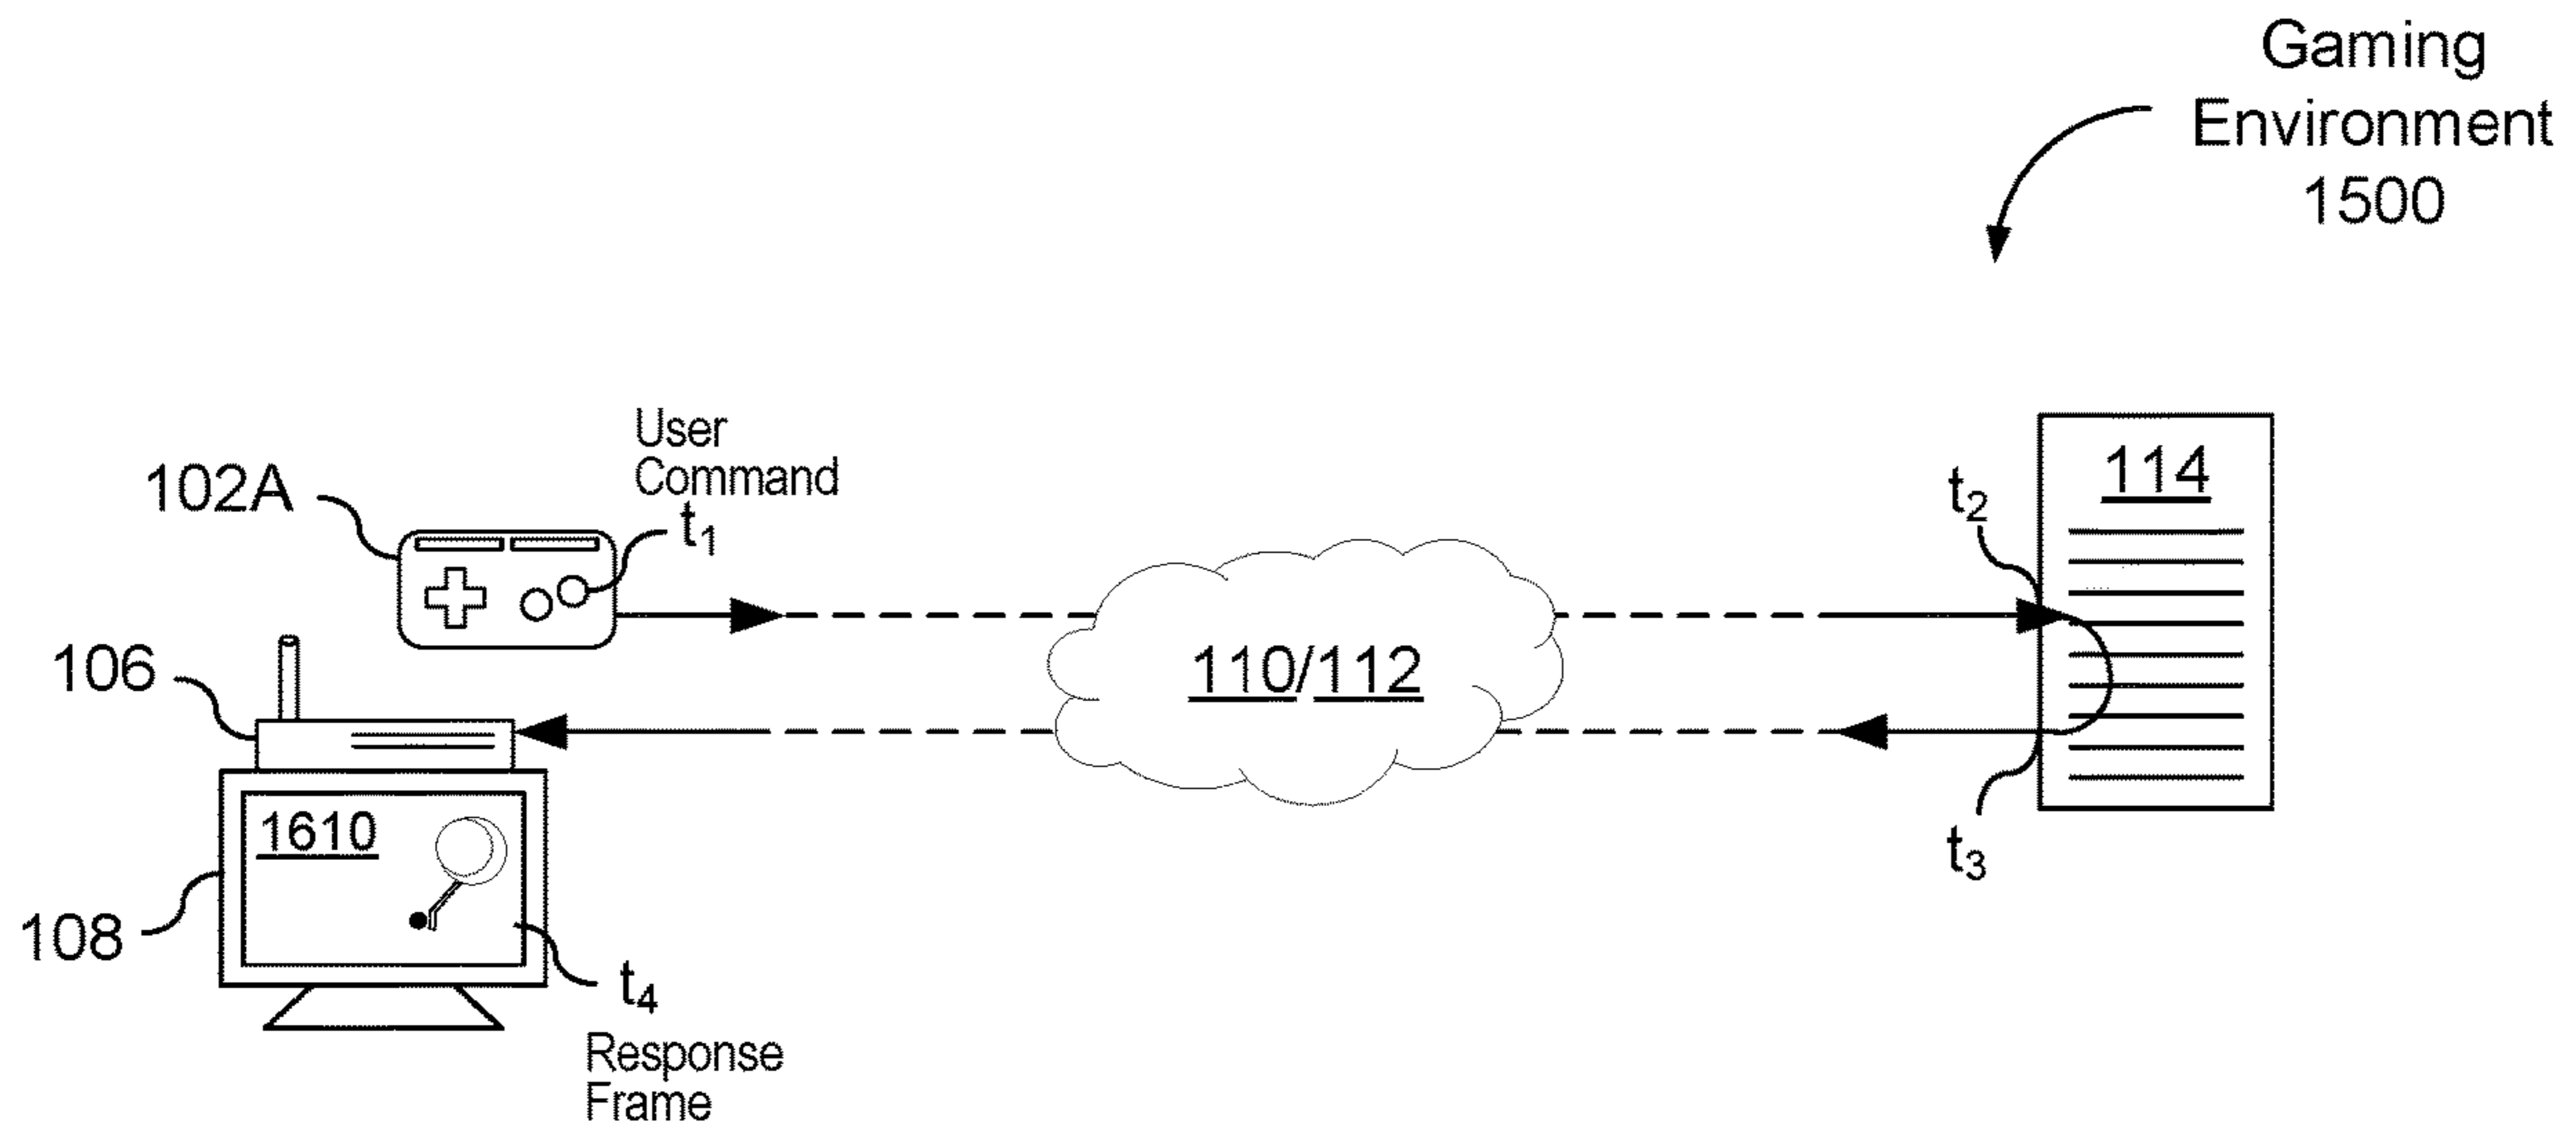 Gaming
Environment
1500
User
Command
t₁
102A
114
t₂
106
110/112
1610
t₃
108
t₄
Response
Frame